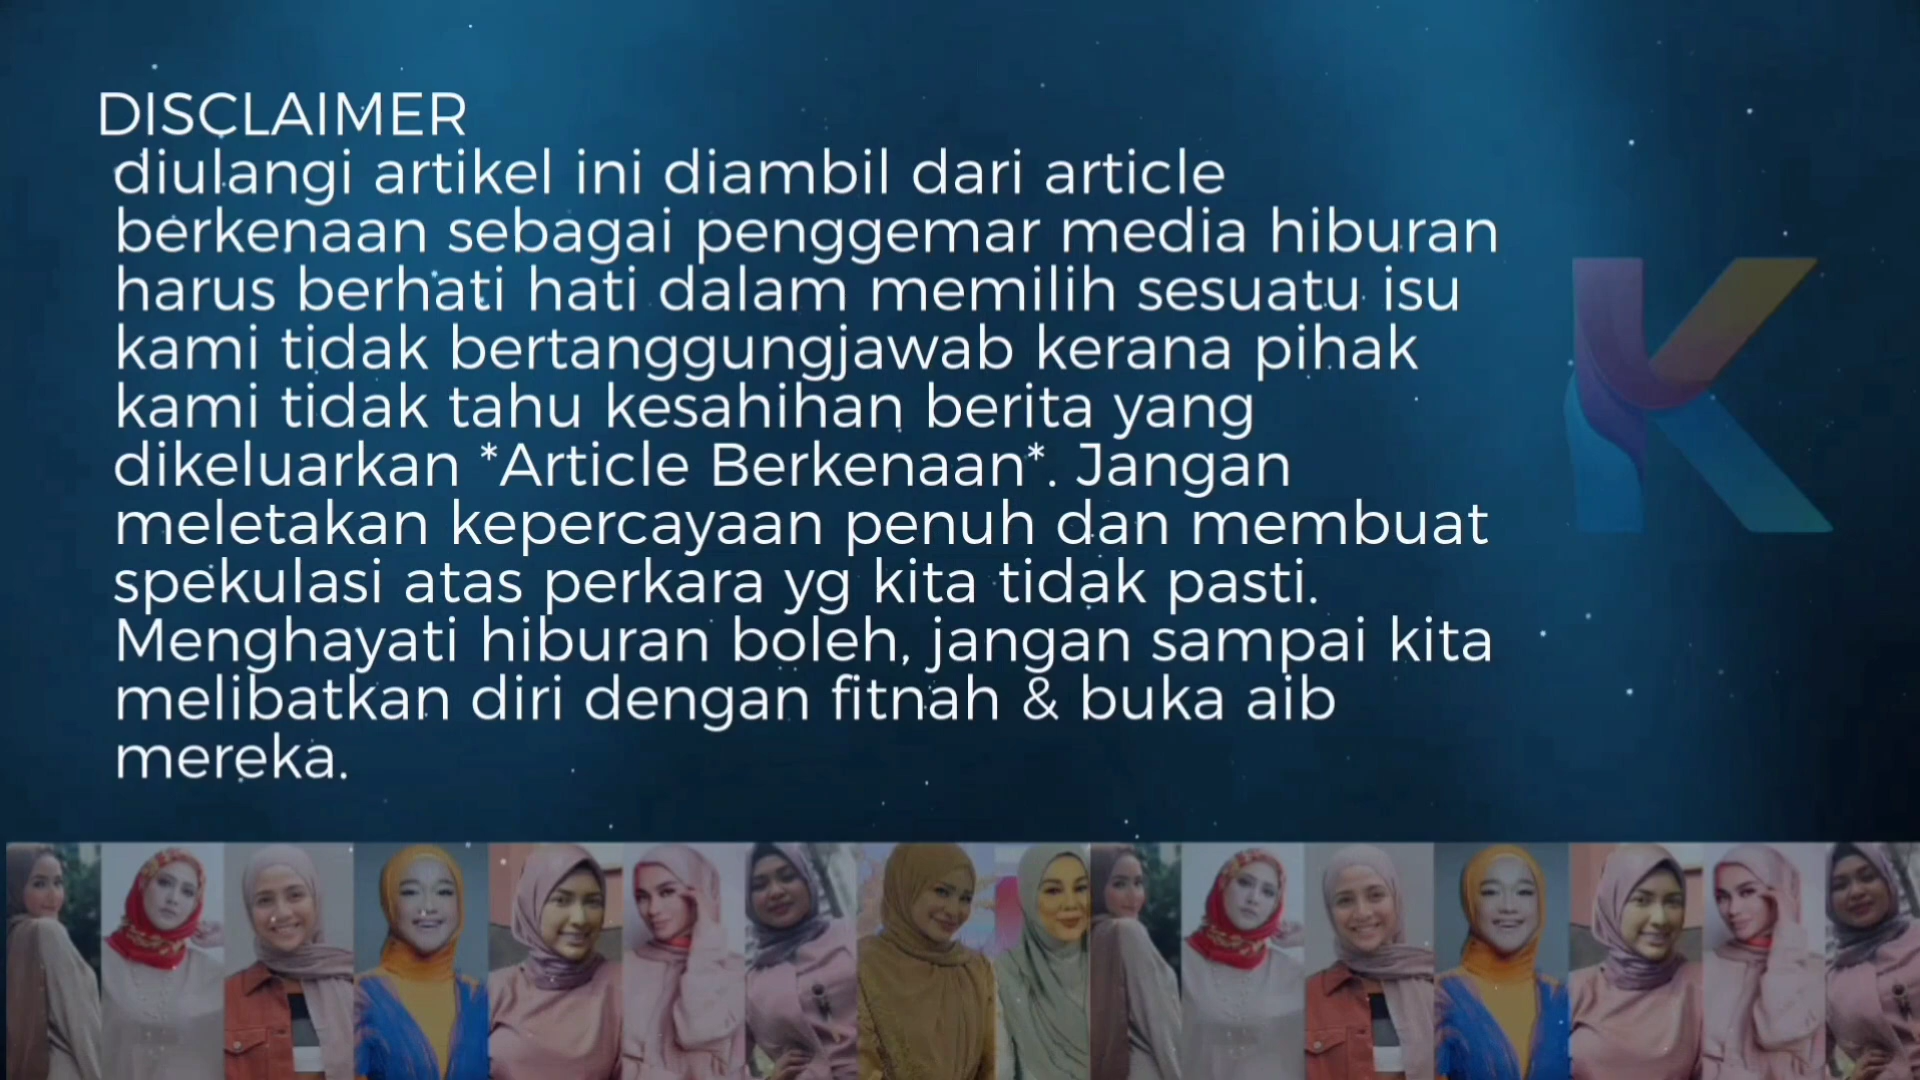 DISCLAIMER
diulangi artikel ini diambil dari article
berkenaan sebagai penggemar media hiburan
harus berhati hati dalam memilih sesuatu isu
kami tidak bertanggungjawab kerana pihak
kami tidak tahu kesahihan berita yang
dikeluarkan *Article Berkenaan*. Jangan
meletakan kepercayaan penuh dan membuat
spekulasi atas perkara yg kita tidak pasti.
Menghayati hiburan boleh, jangan sampai kita
melibatkan diri dengan fitnah & buka aib
mereka.
K